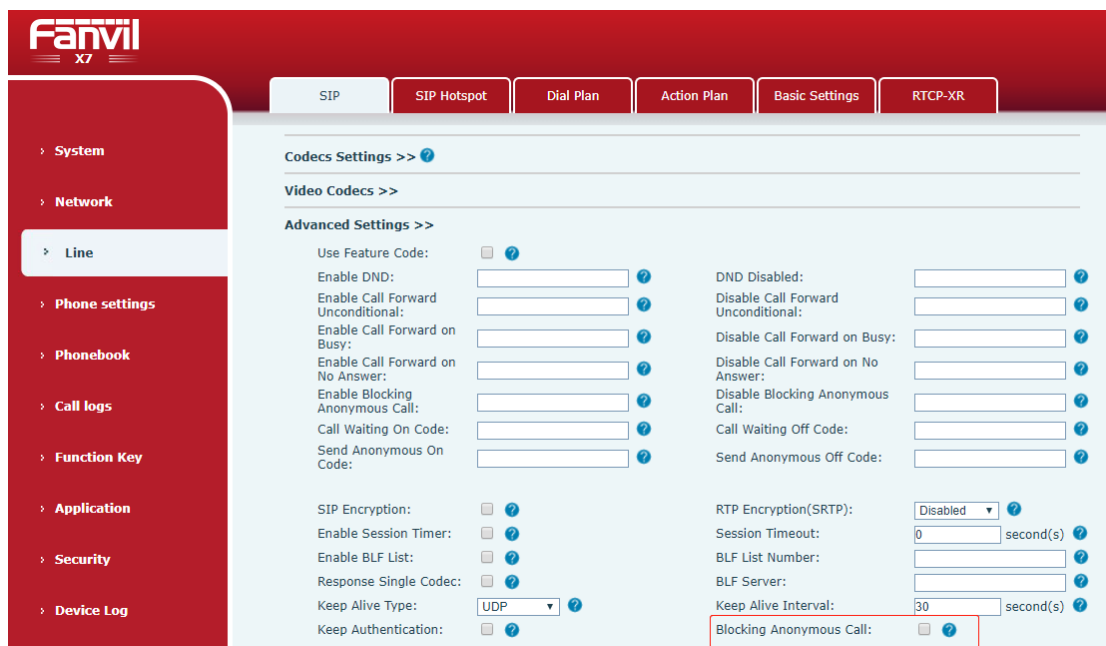 Fanvil
X7
SIP
SIP Hotspot
Dial Plan
Action Plan
Basic Settings
RTCP-XR
› System
› Network
› Line
› Phone settings
› Phonebook
› Call logs
› Function Key
› Application
› Security
› Device Log
Codecs Settings >> ?
Video Codecs >>
Advanced Settings >>
Use Feature Code: ?
Enable DND: ? DND Disabled: ?
Enable Call Forward
Unconditional: ?
Disable Call Forward
Unconditional: ?
Enable Call Forward on
Busy: ?
Disable Call Forward on Busy: ?
Enable Call Forward on
No Answer: ?
Disable Call Forward on No
Answer: ?
Enable Blocking
Anonymous Call: ?
Disable Blocking Anonymous
Call: ?
Call Waiting On Code: ? Call Waiting Off Code: ?
Send Anonymous On
Code: ?
Send Anonymous Off Code: ?
SIP Encryption: ? RTP Encryption(SRTP): Disabled ▼ ?
Enable Session Timer: ? Session Timeout: 0 second(s) ?
Enable BLF List: ? BLF List Number: ?
Response Single Codec: ? BLF Server: ?
Keep Alive Type: UDP ▼ ? Keep Alive Interval: 30 second(s) ?
Keep Authentication: ? Blocking Anonymous Call: ?